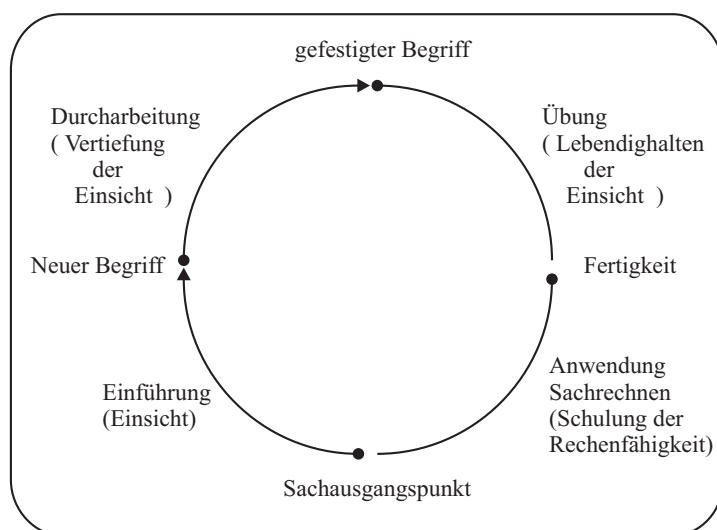 gefestigter Begriff
Durcharbeitung
( Vertiefung
der
Einsicht )
Übung
( Lebendighalten
der
Einsicht )
Neuer Begriff
Fertigkeit
Einführung
(Einsicht)
Anwendung
Sachrechnen
(Schulung der
Rechenfähigkeit)
Sachausgangspunkt